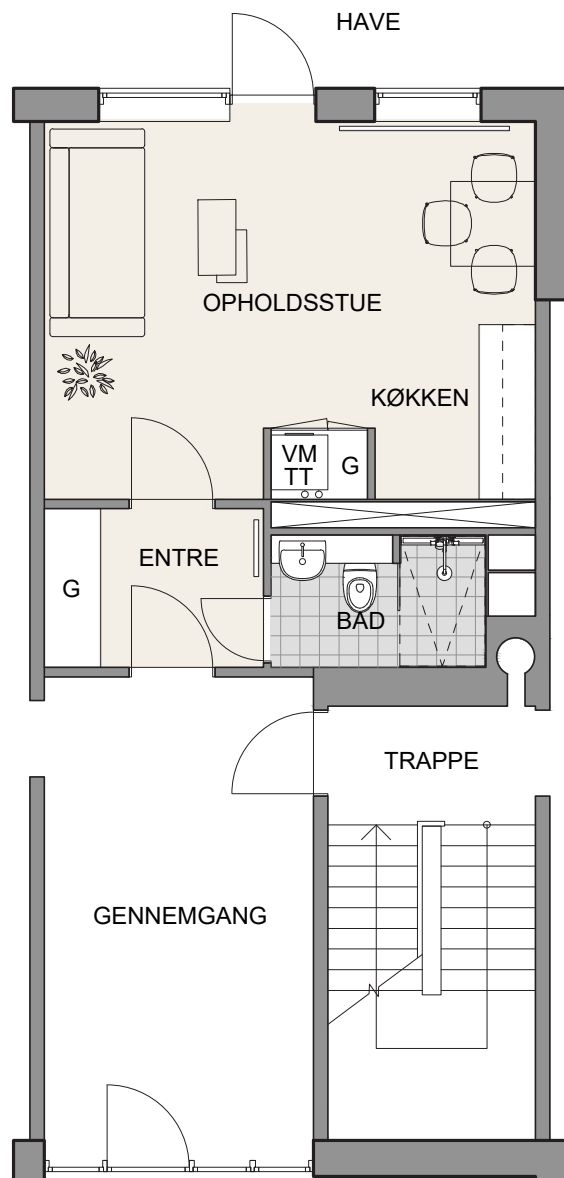 HAVE
OPHOLDSSTUE
KØKKEN
VM
TT
G
ENTRE
G
BAD
TRAPPE
GENNEMGANG